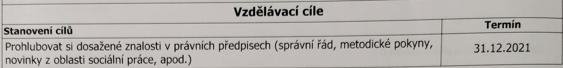 Vzdělávací cíle
Stanovení cílů Termín
Prohlubovat si dosažené znalosti v právních předpisech (správní řád, metodické pokyny, 31.12.2021
novinky z oblasti sociální práce, apod.)